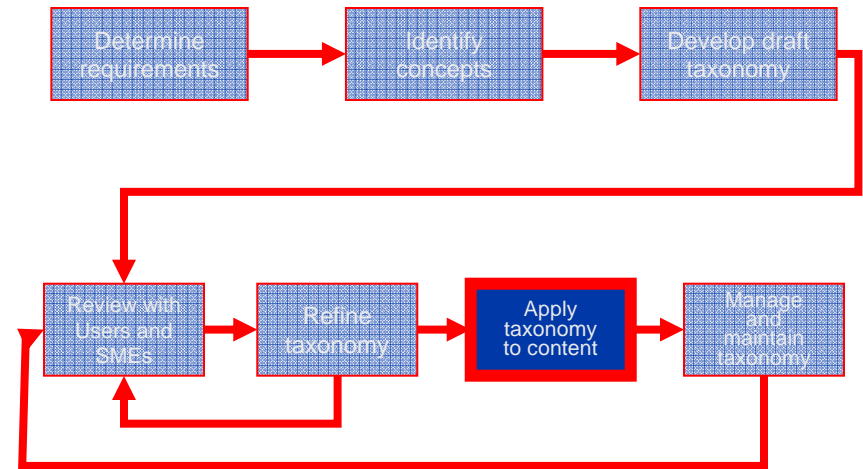 Determine
requirements
Identify
concepts
Develop draft
taxonomy
Review with
Users and
SMEs
Refine
taxonomy
Apply
taxonomy
to content
Manage
and
maintain
taxonomy